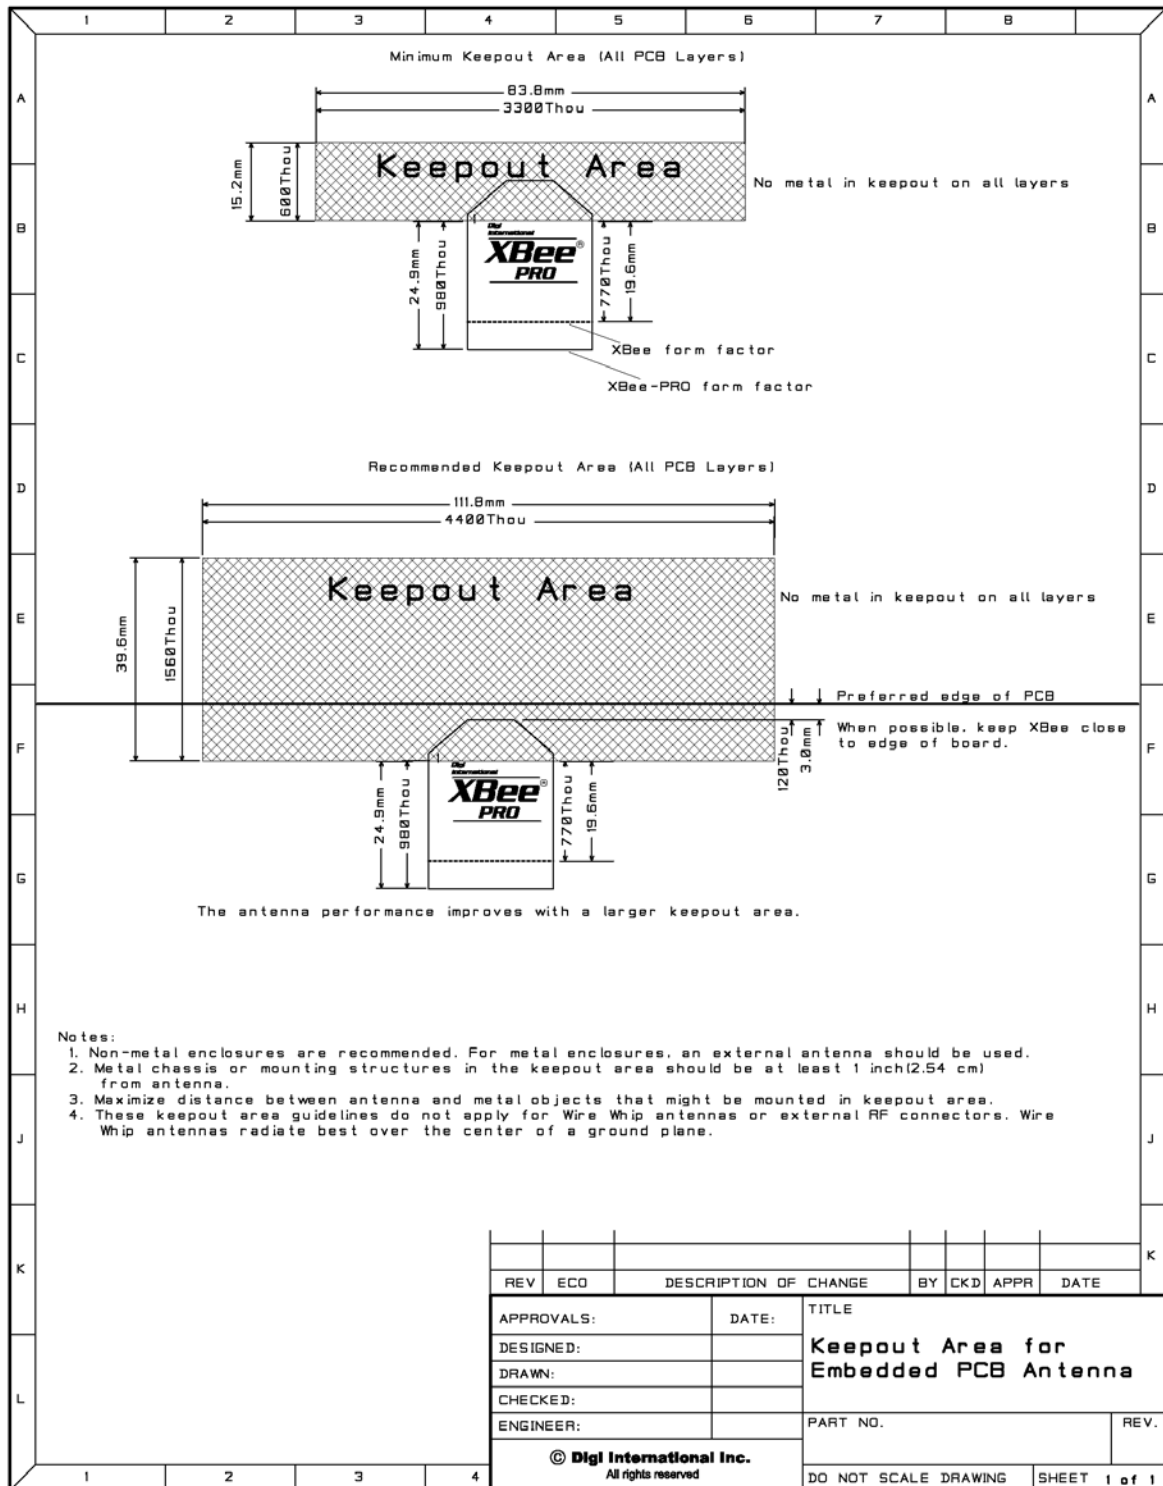 1 2 3 4 5 6 7 8
Minimum Keepout Area (All PCB Layers)
A A
83.8mm
3300Thou
Keepout Area
15.2mm
600Thou
No metal in keepout on all layers
B B
Digi
International
XBee®
PRO
24.9mm
980Thou
770Thou
19.6mm
XBee form factor
C C
XBee-PRO form factor
Recommended Keepout Area (All PCB Layers)
D D
111.8mm
4400Thou
Keepout Area
No metal in keepout on all layers
E E
39.6mm
1560Thou
Preferred edge of PCB
When possible, keep XBee close
to edge of board.
F F
120Thou
3.0mm
Digi
International
XBee®
PRO
24.9mm
980Thou
770Thou
19.6mm
G G
The antenna performance improves with a larger keepout area.
H H
Notes:
1. Non-metal enclosures are recommended. For metal enclosures, an external antenna should be used.
2. Metal chassis or mounting structures in the keepout area should be at least 1 inch(2.54 cm)
from antenna.
3. Maximize distance between antenna and metal objects that might be mounted in keepout area.
4. These keepout area guidelines do not apply for Wire Whip antennas or external RF connectors. Wire
Whip antennas radiate best over the center of a ground plane.
J J
K K
REV ECO DESCRIPTION OF CHANGE BY CKD APPR DATE
APPROVALS: DATE: TITLE
DESIGNED:
Keepout Area for
Embedded PCB Antenna
DRAWN:
L
CHECKED:
ENGINEER: PART NO. REV.
© Digi International Inc.
All rights reserved
DO NOT SCALE DRAWING SHEET 1 of 1
1 2 3 4